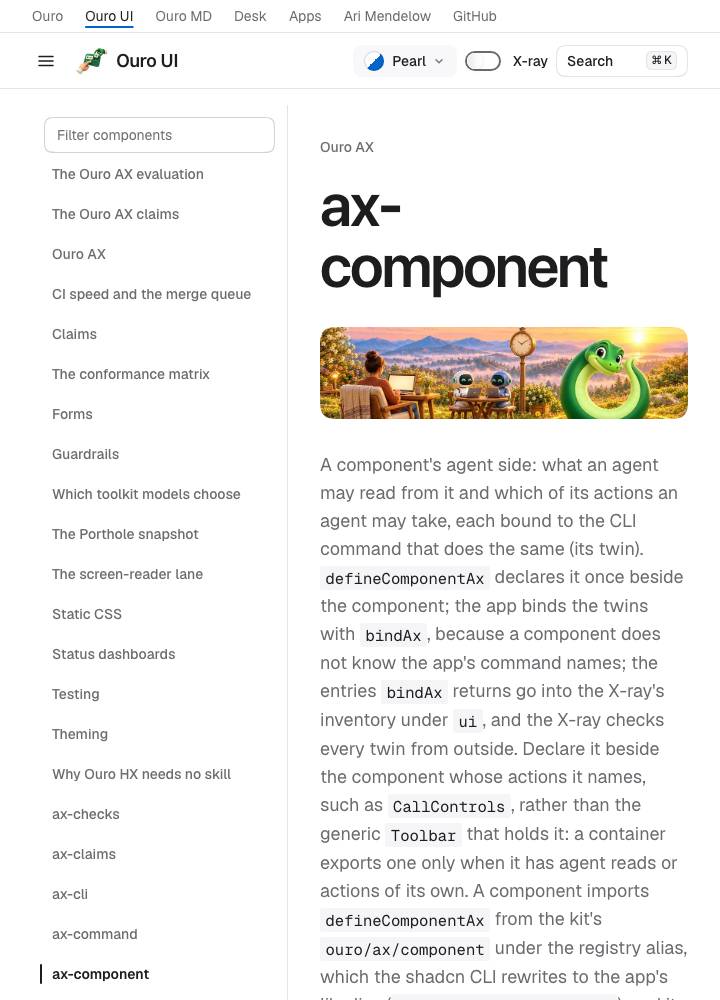 Ouro Ouro UI Ouro MD Desk Apps Ari Mendelow GitHub
Ouro UI Pearl X-ray Search ⌘ K
Filter components
The Ouro AX evaluation
The Ouro AX claims
Ouro AX
CI speed and the merge queue
Claims
The conformance matrix
Forms
Guardrails
Which toolkit models choose
The Porthole snapshot
The screen-reader lane
Static CSS
Status dashboards
Testing
Theming
Why Ouro HX needs no skill
ax-checks
ax-claims
ax-cli
ax-command
ax-component
Ouro AX
ax-
component
A component's agent side: what an agent
may read from it and which of its actions an
agent may take, each bound to the CLI
command that does the same (its twin).
defineComponentAx declares it once beside
the component; the app binds the twins
with bindAx, because a component does
not know the app's command names; the
entries bindAx returns go into the X-ray's
inventory under ui, and the X-ray checks
every twin from outside. Declare it beside
the component whose actions it names,
such as CallControls, rather than the
generic Toolbar that holds it: a container
exports one only when it has agent reads or
actions of its own. A component imports
defineComponentAx from the kit's
ouro/ax/component under the registry alias,
which the shadcn CLI rewrites to the app's